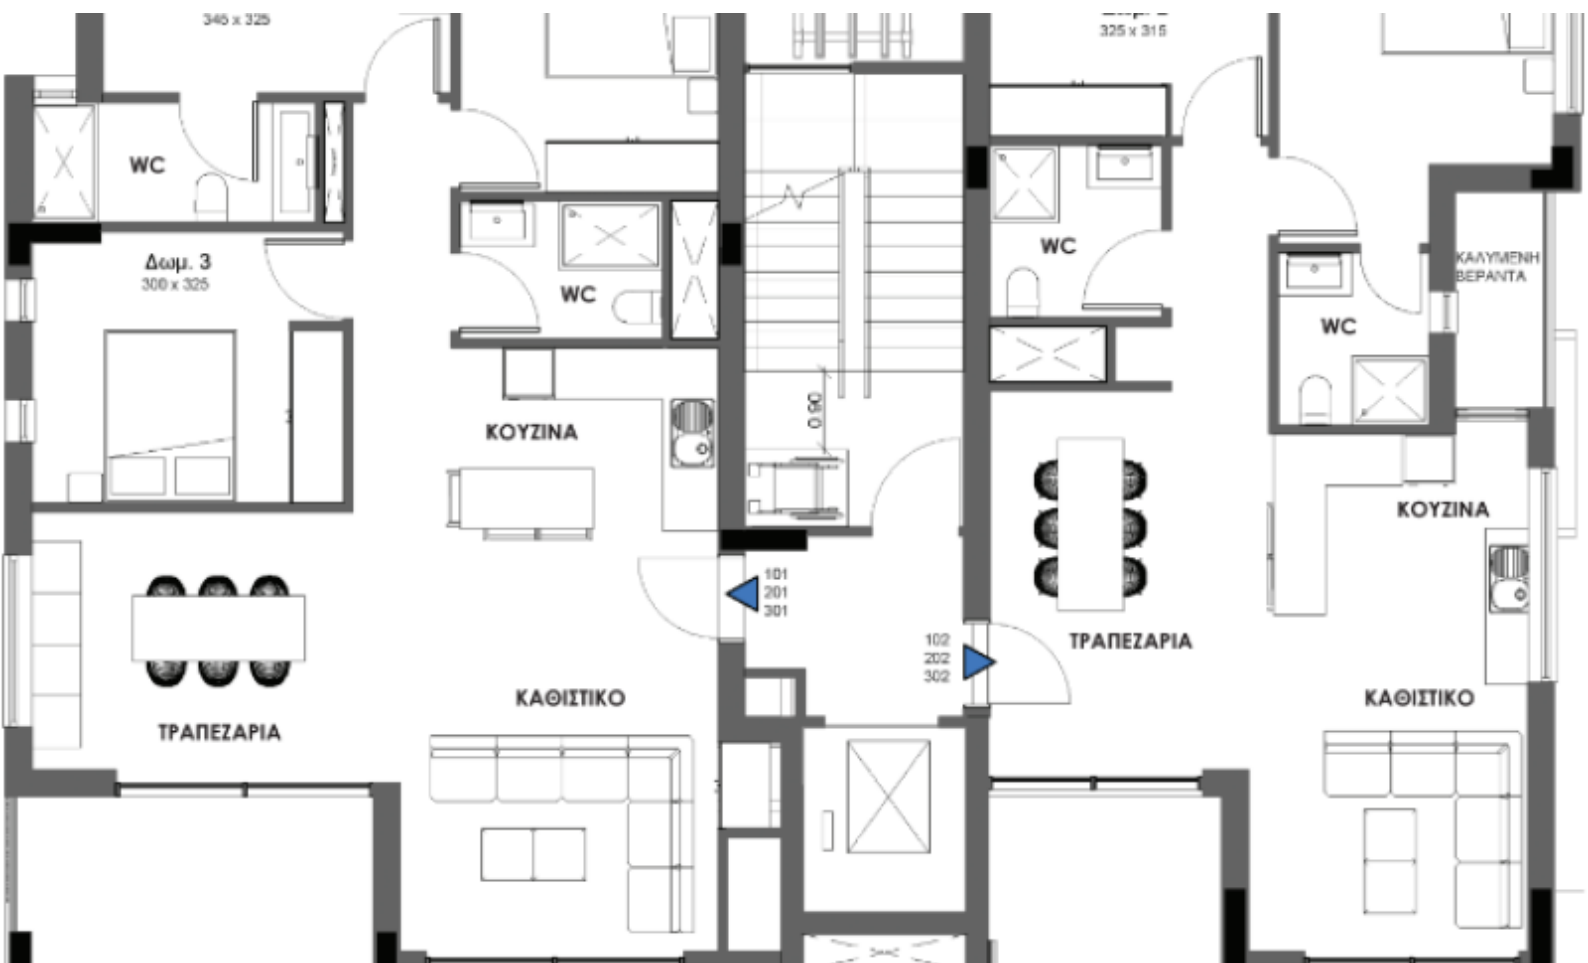 345 x 325
325 x 315
WC
Δωμ. 3
300 x 325
WC
WC
ΚΑΛΥΜΕΝΗ
ΒΕΡΑΝΤΑ
WC
0.90
ΚΟΥΖΙΝΑ
ΚΟΥΖΙΝΑ
101
201
301
102
202
302
ΤΡΑΠΕΖΑΡΙΑ
ΚΑΘΙΣΤΙΚΟ
ΚΑΘΙΣΤΙΚΟ
ΤΡΑΠΕΖΑΡΙΑ